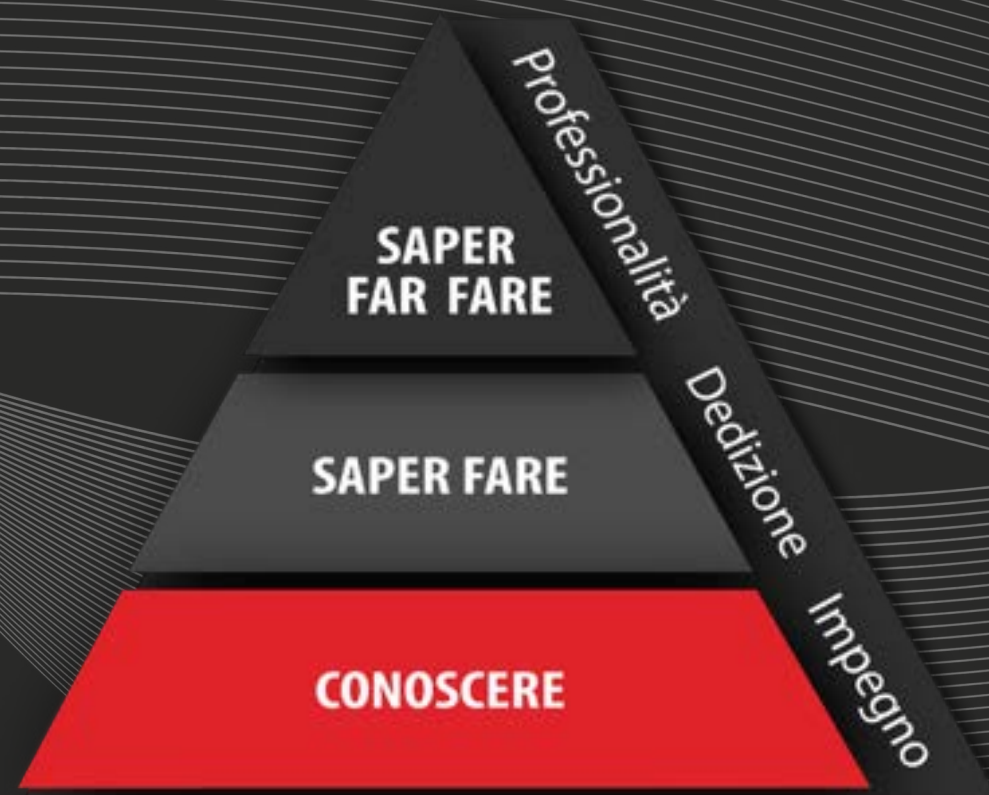 SAPER
FAR FARE
SAPER FARE
CONOSCERE
Professionalità
Dedizione
Impegno